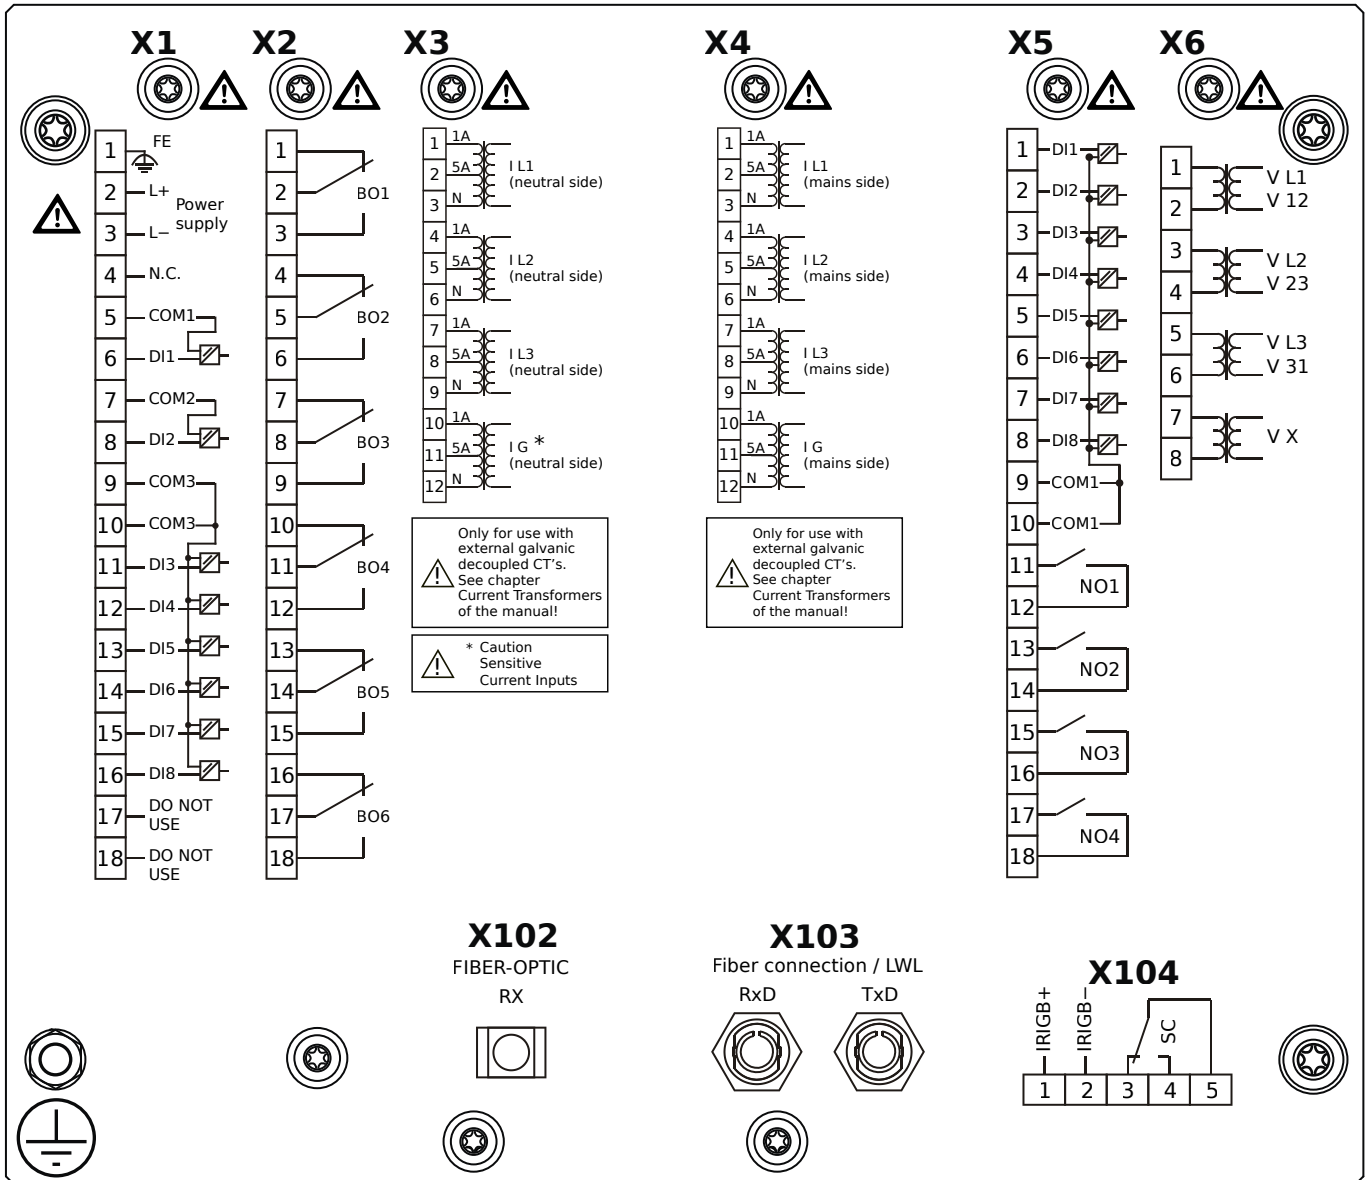 X1
X2
X3
X4
X5
X6
1 FE
2 L+
Power
supply
3 L−
4 N.C.
5 COM1
6 DI1
7 COM2
8 DI2
9 COM3
10 COM3
11 DI3
12 DI4
13 DI5
14 DI6
15 DI7
16 DI8
17 DO NOT
USE
18 DO NOT
USE
1
2 BO1
3
4
5 BO2
6
7
8 BO3
9
10
11 BO4
12
13
14 BO5
15
16
17 BO6
18
1 1A
2 5A I L1
(neutral side)
3 N
4 1A
5 5A I L2
(neutral side)
6 N
7 1A
8 5A I L3
(neutral side)
9 N
10 1A
11 5A I G *
(neutral side)
12 N
Only for use with
external galvanic
decoupled CT's.
See chapter
Current Transformers
of the manual!
* Caution
Sensitive
Current Inputs
1 1A
2 5A I L1
(mains side)
3 N
4 1A
5 5A I L2
(mains side)
6 N
7 1A
8 5A I L3
(mains side)
9 N
10 1A
11 5A I G
(mains side)
12 N
Only for use with
external galvanic
decoupled CT's.
See chapter
Current Transformers
of the manual!
1 DI1
2 DI2
3 DI3
4 DI4
5 DI5
6 DI6
7 DI7
8 DI8
9 COM1
10 COM1
11
NO1
12
13
NO2
14
15
NO3
16
17
NO4
18
1
V L1
V 12
2
3
V L2
V 23
4
5
V L3
V 31
6
7
V X
8
X102
FIBER-OPTIC
RX
X103
Fiber connection / LWL
RxD TxD
X104
IRIGB+
IRIGB−
SC
1 2 3 4 5